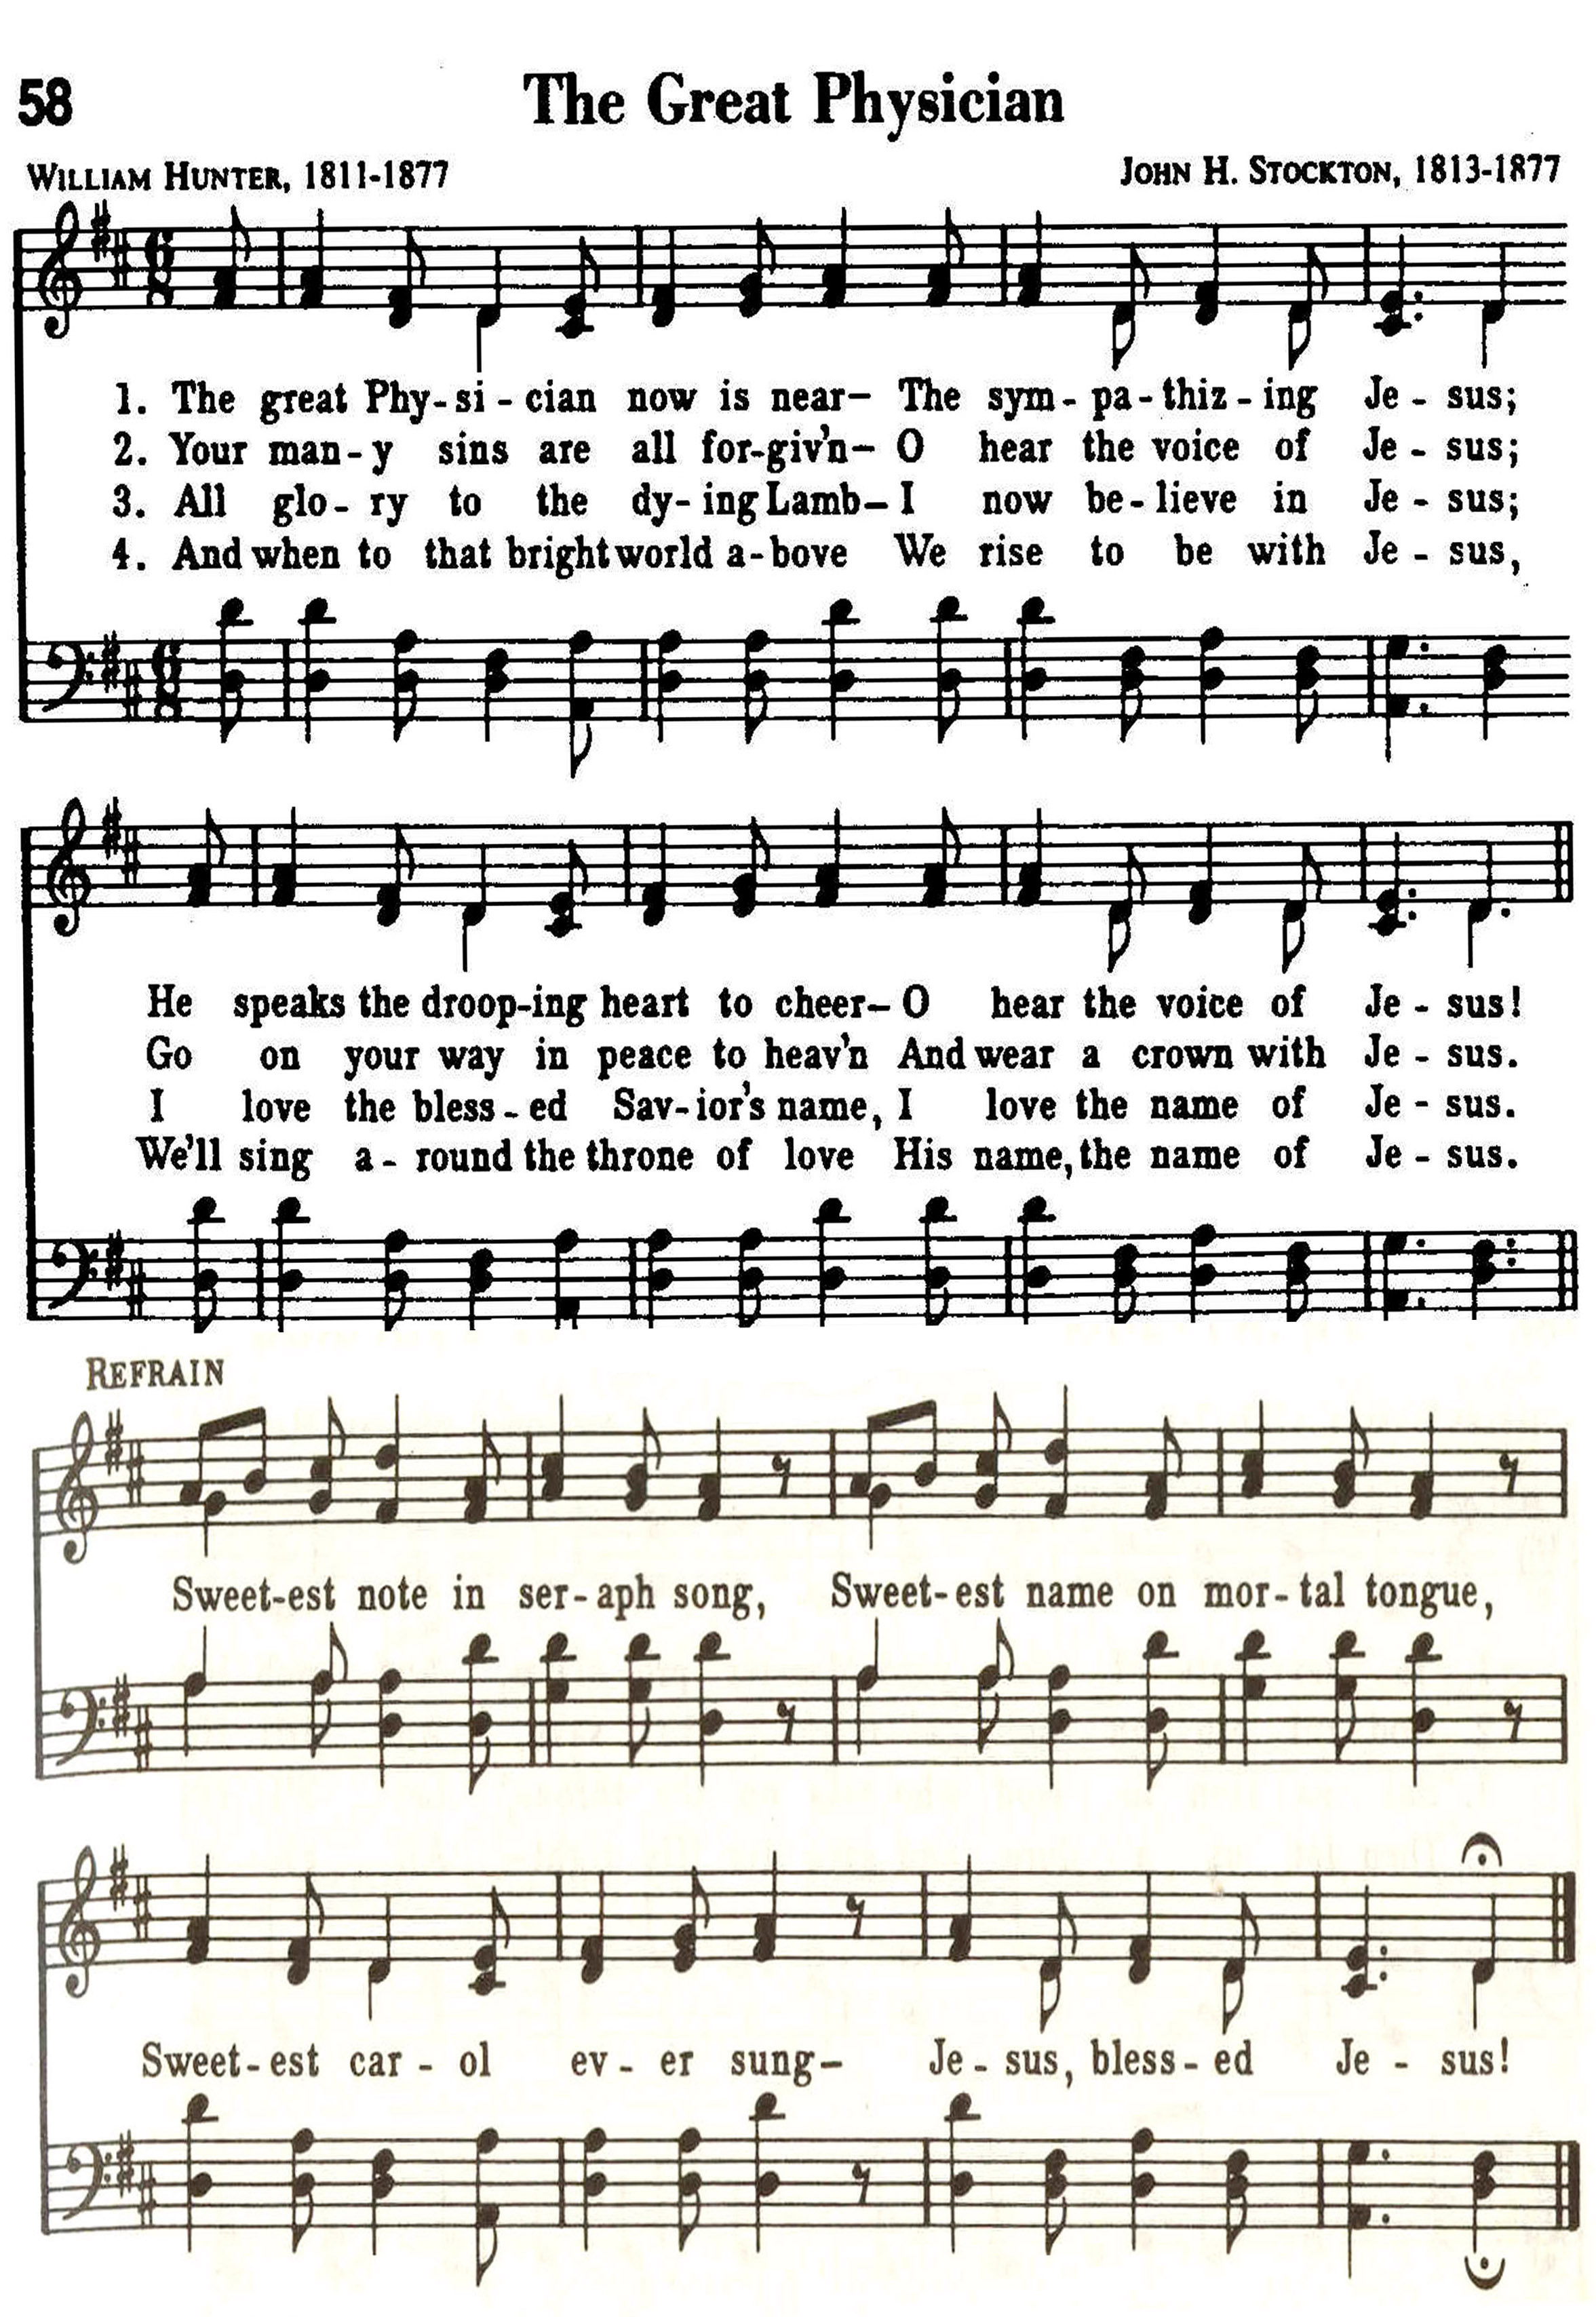 58 The Great Physician
WILLIAM HUNTER, 1811-1877 JOHN H. STOCKTON, 1813-1877
1. The great Phy-si-cian now is near— The sym-pa-thiz-ing Je-sus;
2. Your man-y sins are all for-giv'n— O hear the voice of Je-sus;
3. All glo-ry to the dy-ing Lamb— I now be-lieve in Je-sus;
4. And when to that bright world a-bove We rise to be with Je-sus,
He speaks the droop-ing heart to cheer— O hear the voice of Je-sus!
Go on your way in peace to heav'n And wear a crown with Je-sus.
I love the bless-ed Sav-ior's name, I love the name of Je-sus.
We'll sing a-round the throne of love His name, the name of Je-sus.
REFRAIN
Sweet-est note in ser-aph song, Sweet-est name on mor-tal tongue,
Sweet-est car-ol ev-er sung— Je-sus, bless-ed Je-sus!